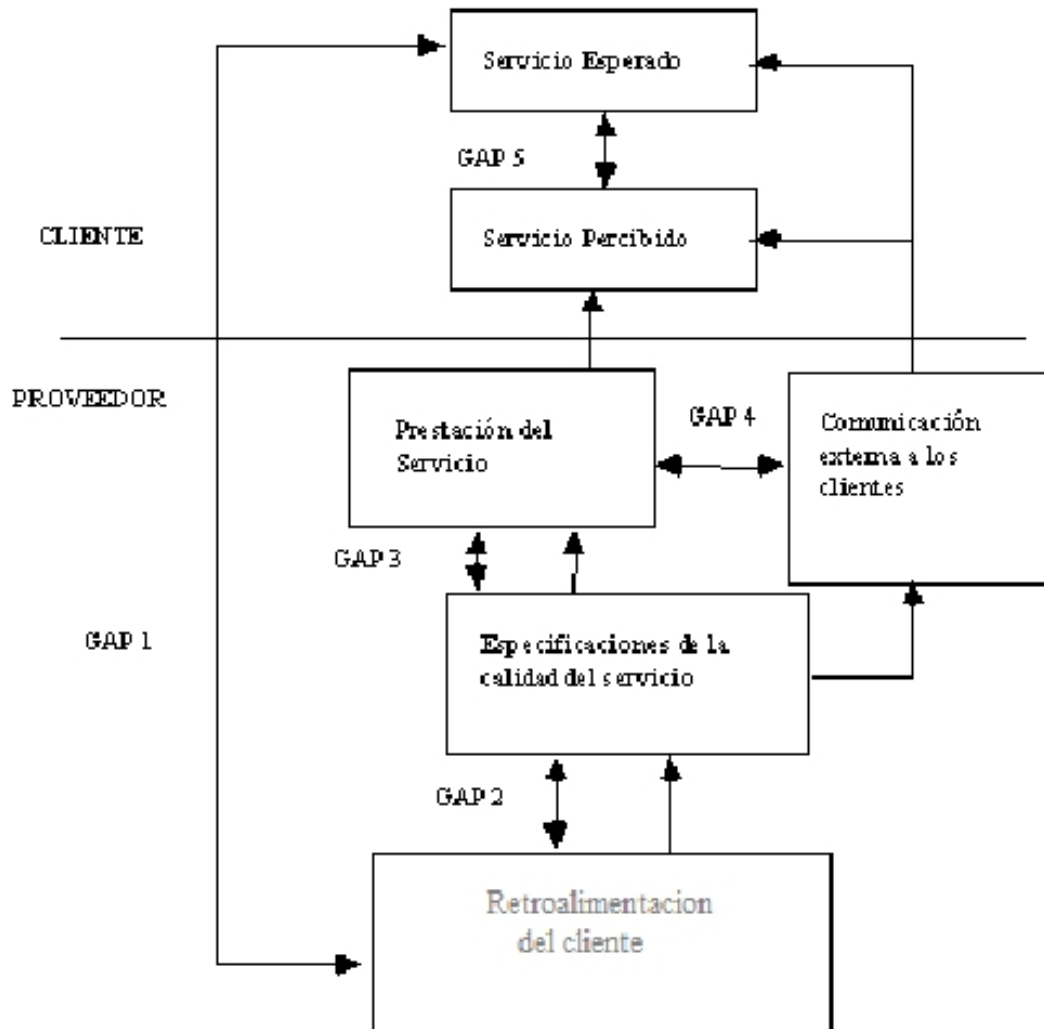 Servicio Esperado
GAP 5
Servicio Percibido
CLIENTE
PROVEEDOR
Prestación del
Servicio
GAP 4
Comunicación
externa a los
clientes
GAP 3
GAP 1
Especificaciones de la
calidad del servicio
GAP 2
Retroalimentacion
del cliente